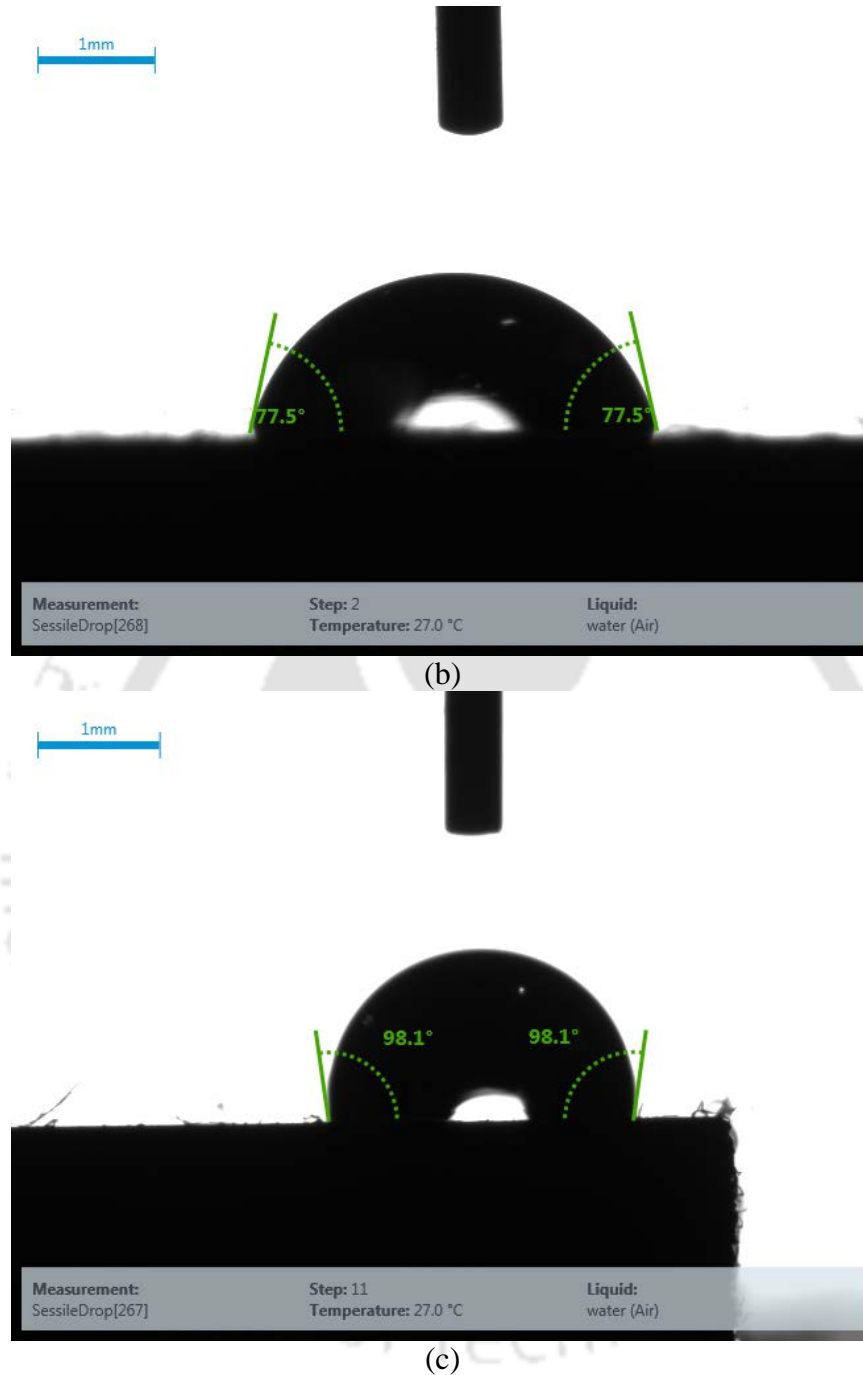 1mm
77.5° 77.5°
Measurement: Step: 2 Liquid:
SessileDrop[268] Temperature: 27.0 °C water (Air)
(b)
1mm
98.1° 98.1°
Measurement: Step: 11 Liquid:
SessileDrop[267] Temperature: 27.0 °C water (Air)
(c)